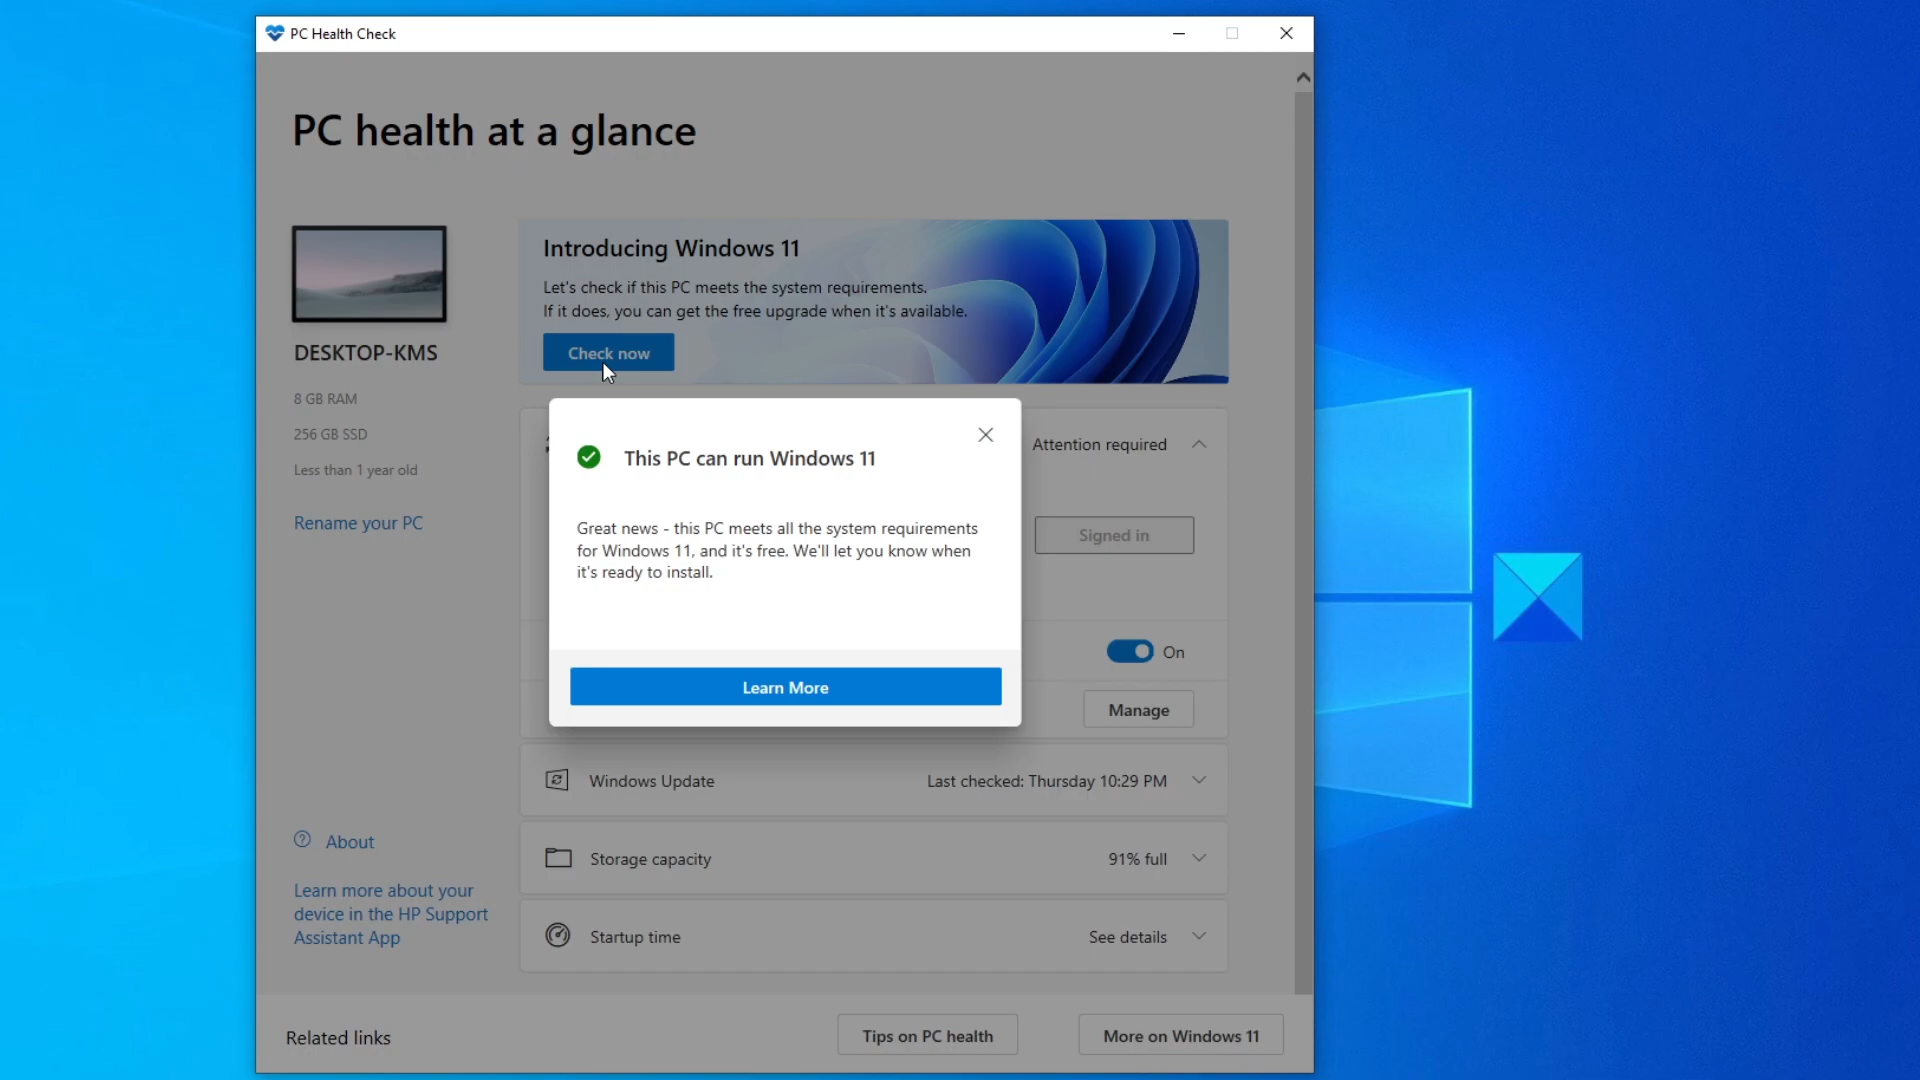 PC Health Check
PC health at a glance
DESKTOP-KMS
8 GB RAM
256 GB SSD
Less than 1 year old
Rename your PC
About
Learn more about your
device in the HP Support
Assistant App
Introducing Windows 11
Let's check if this PC meets the system requirements.
If it does, you can get the free upgrade when it's available.
Check now
Attention required
Signed in
On
Manage
This PC can run Windows 11
Great news - this PC meets all the system requirements
for Windows 11, and it's free. We'll let you know when
it's ready to install.
Learn More
Windows Update Last checked: Thursday 10:29 PM
Storage capacity 91% full
Startup time See details
Related links
Tips on PC health
More on Windows 11